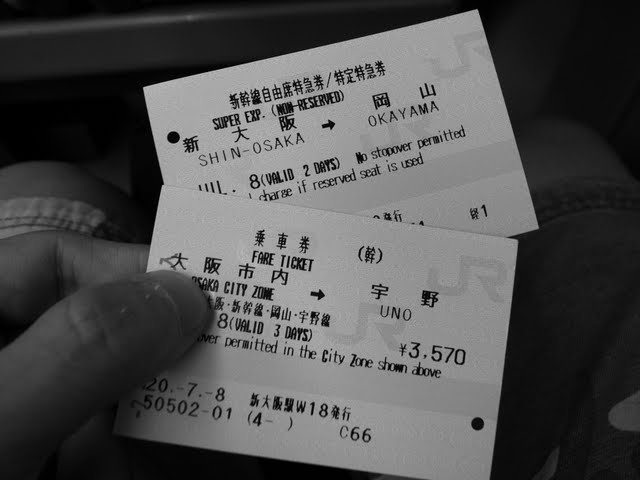 新幹線自由席特急券/特定特急券
SUPER EXP. (NON-RESERVED)
新大阪 → 岡山
SHIN-OSAKA OKAYAMA
8(VALID 2 DAYS) No stopover permitted
charge if reserved seat is used
発行
乗車券 (幹)
FARE TICKET
大阪市内 → 宇野
OSAKA CITY ZONE UNO
大阪・新幹線・岡山・宇野線
8(VALID 3 DAYS) ¥3,570
permitted in the City Zone shown above
20.-7.-8 新大阪駅W18発行
50502-01 (4- ) C66